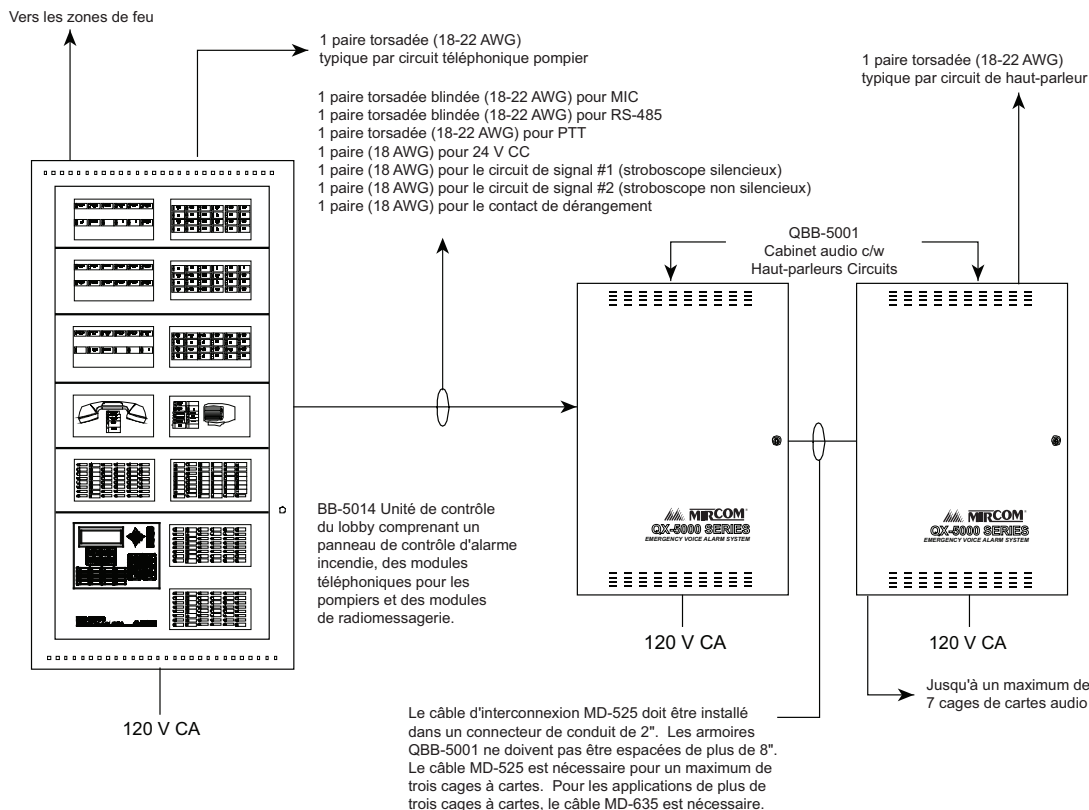 Vers les zones de feu
1 paire torsadée (18-22 AWG)
typique par circuit téléphonique pompier
1 paire torsadée (18-22 AWG)
typique par circuit de haut-parleur
1 paire torsadée blindée (18-22 AWG) pour MIC
1 paire torsadée blindée (18-22 AWG) pour RS-485
1 paire torsadée (18-22 AWG) pour PTT
1 paire (18 AWG) pour 24 V CC
1 paire (18 AWG) pour le circuit de signal #1 (stroboscope silencieux)
1 paire (18 AWG) pour le circuit de signal #2 (stroboscope non silencieux)
1 paire (18 AWG) pour le contact de dérangement
QBB-5001
Cabinet audio c/w
Haut-parleurs Circuits
BB-5014 Unité de contrôle
du lobby comprenant un
panneau de contrôle d'alarme
incendie, des modules
téléphoniques pour les
pompiers et des modules
de radiomessagerie.
MIRCOM
QX-5000 SERIES
EMERGENCY VOICE ALARM SYSTEM
MIRCOM
QX-5000 SERIES
EMERGENCY VOICE ALARM SYSTEM
120 V CA
120 V CA
120 V CA
Jusqu'à un maximum de
7 cages de cartes audio
Le câble d'interconnexion MD-525 doit être installé
dans un connecteur de conduit de 2". Les armoires
QBB-5001 ne doivent pas être espacées de plus de 8".
Le câble MD-525 est nécessaire pour un maximum de
trois cages à cartes. Pour les applications de plus de
trois cages à cartes, le câble MD-635 est nécessaire.